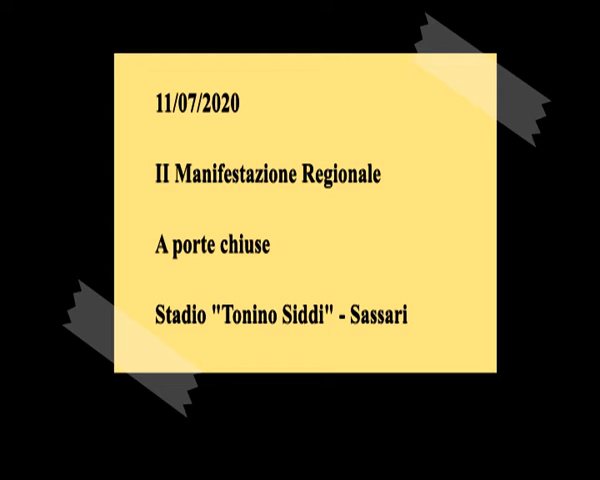 11/07/2020
II Manifestazione Regionale
A porte chiuse
Stadio "Tonino Siddi" - Sassari